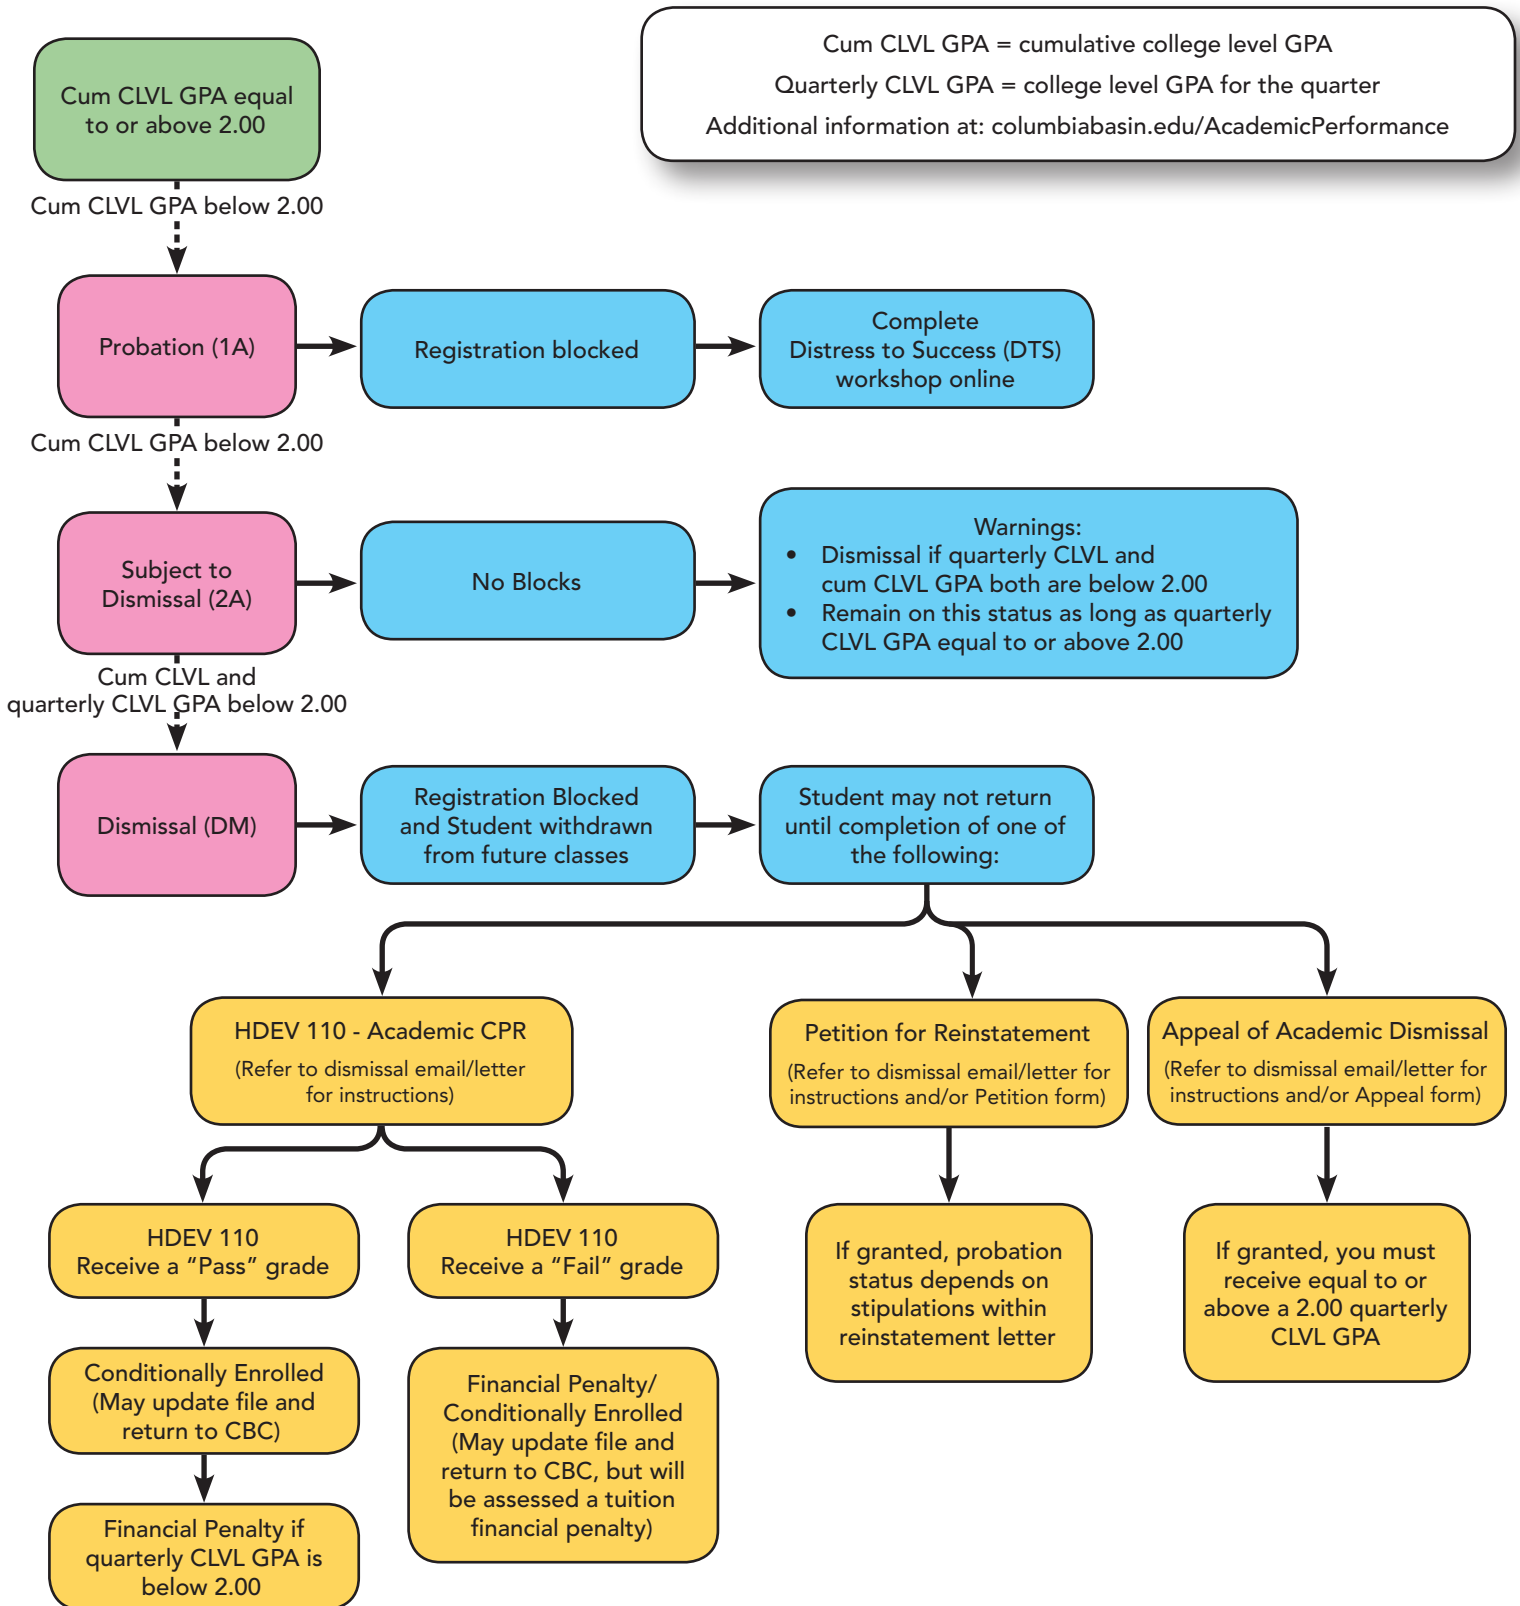 Cum CLVL GPA = cumulative college level GPA
Quarterly CLVL GPA = college level GPA for the quarter
Additional information at: columbiabasin.edu/AcademicPerformance
Cum CLVL GPA equal
to or above 2.00
Cum CLVL GPA below 2.00
Probation (1A)
Registration blocked
Complete
Distress to Success (DTS)
workshop online
Cum CLVL GPA below 2.00
Subject to
Dismissal (2A)
No Blocks
Warnings:
• Dismissal if quarterly CLVL and
cum CLVL GPA both are below 2.00
• Remain on this status as long as quarterly
CLVL GPA equal to or above 2.00
Cum CLVL and
quarterly CLVL GPA below 2.00
Dismissal (DM)
Registration Blocked
and Student withdrawn
from future classes
Student may not return
until completion of one of
the following:
HDEV 110 - Academic CPR
(Refer to dismissal email/letter
for instructions)
Petition for Reinstatement
(Refer to dismissal email/letter for
instructions and/or Petition form)
Appeal of Academic Dismissal
(Refer to dismissal email/letter for
instructions and/or Appeal form)
HDEV 110
Receive a “Pass” grade
HDEV 110
Receive a “Fail” grade
If granted, probation
status depends on
stipulations within
reinstatement letter
If granted, you must
receive equal to or
above a 2.00 quarterly
CLVL GPA
Conditionally Enrolled
(May update file and
return to CBC)
Financial Penalty/
Conditionally Enrolled
(May update file and
return to CBC, but will
be assessed a tuition
financial penalty)
Financial Penalty if
quarterly CLVL GPA is
below 2.00